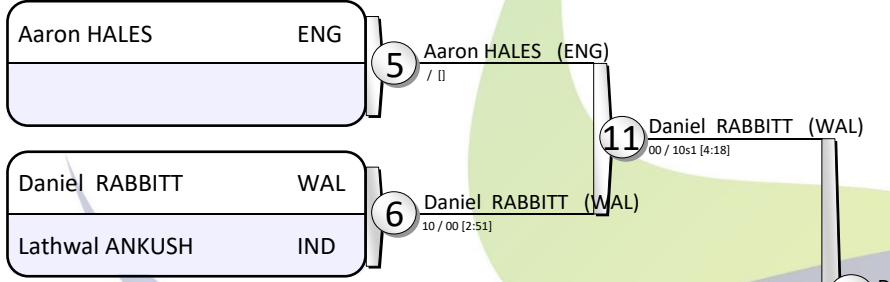 Aaron HALES ENG
5
Aaron HALES (ENG)
/ []
11
Daniel RABBITT (WAL)
00 / 10s1 [4:18]
Daniel RABBITT WAL
Lathwal ANKUSH IND
6
Daniel RABBITT (WAL)
10 / 00 [2:51]